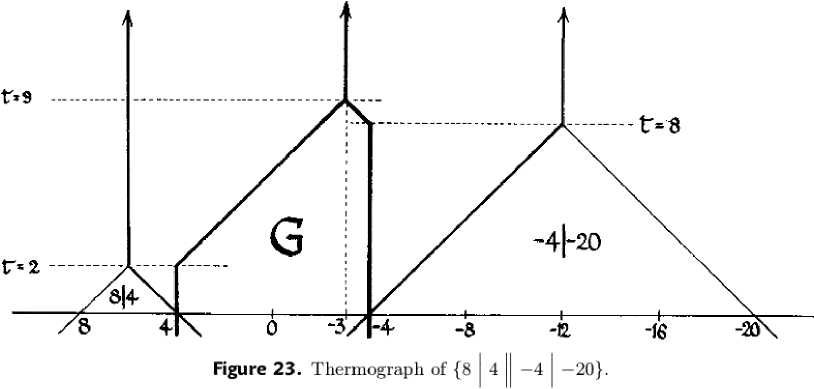 τ=9
τ=8
G
-4|-20
τ=2
8|4
8 4 0 -3 -4 -8 -12 -16 -20
Figure 23. Thermograph of {8 | 4 ‖ −4 | −20}.